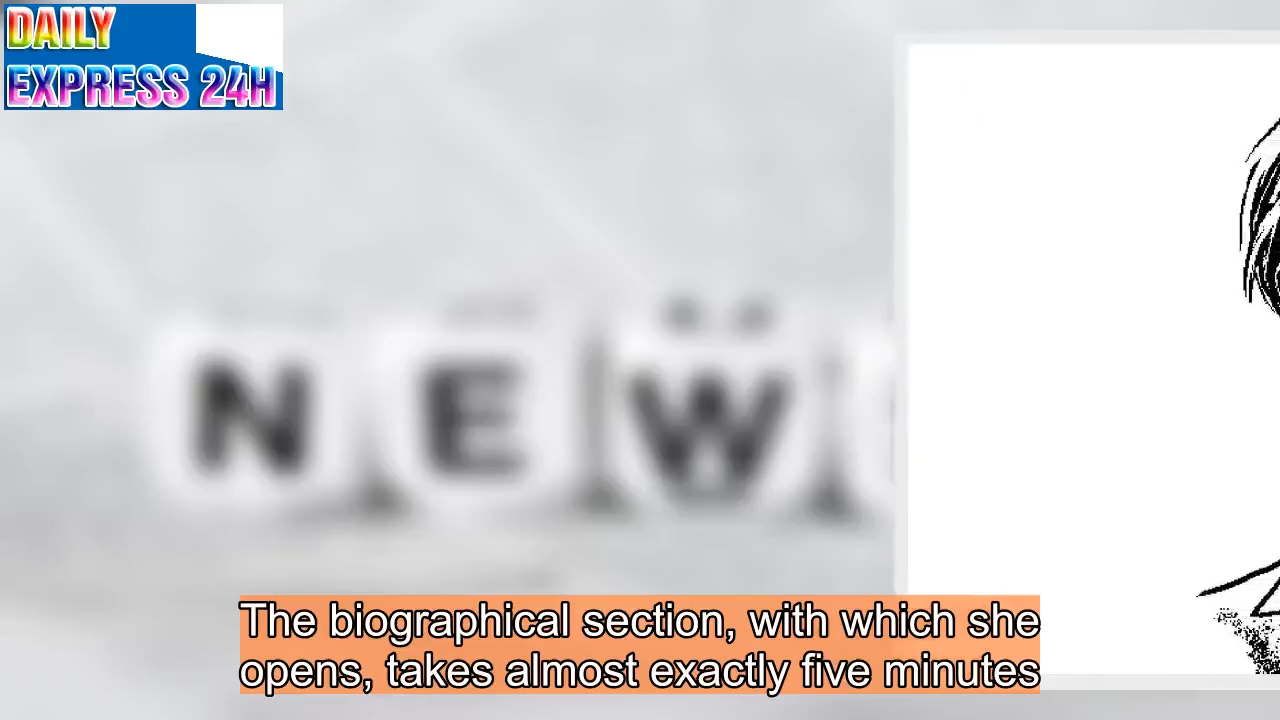 DAILY
EXPRESS 24H
NEW
The biographical section, with which she
opens, takes almost exactly five minutes